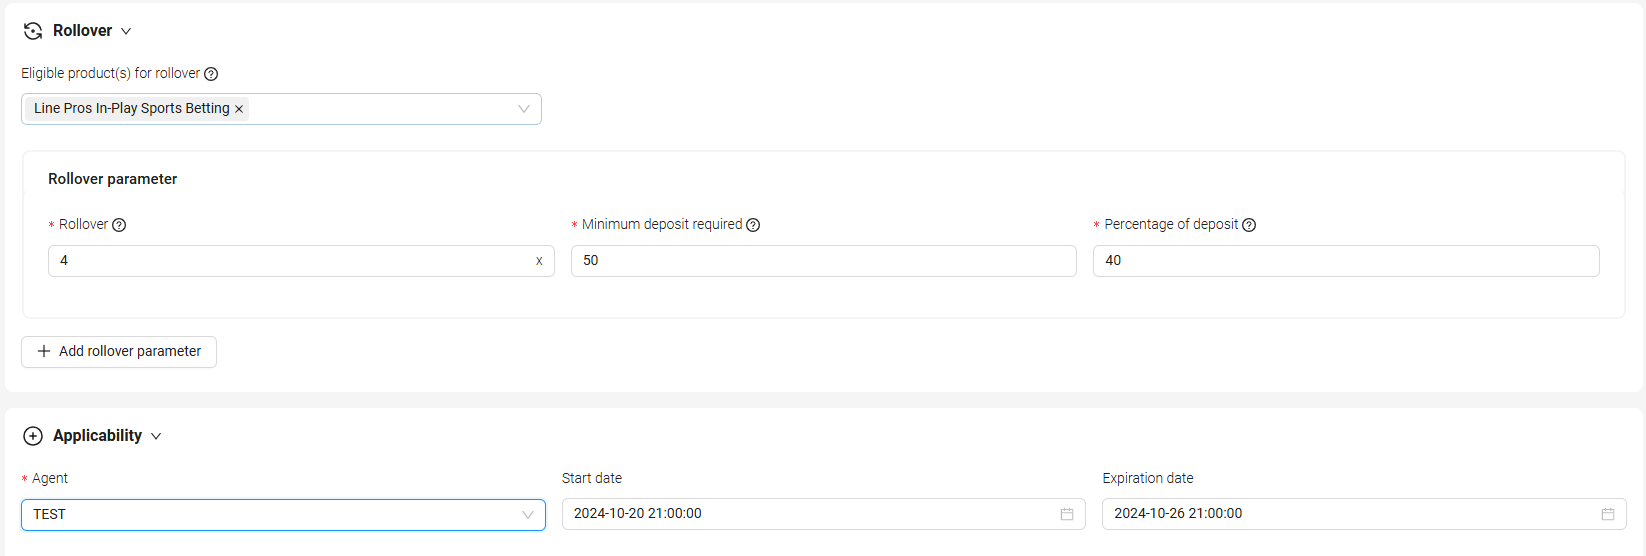 Rollover
Eligible product(s) for rollover
Line Pros In-Play Sports Betting
Rollover parameter
* Rollover * Minimum deposit required * Percentage of deposit
4 x 50 40
+ Add rollover parameter
Applicability
* Agent Start date Expiration date
TEST 2024-10-20 21:00:00 2024-10-26 21:00:00